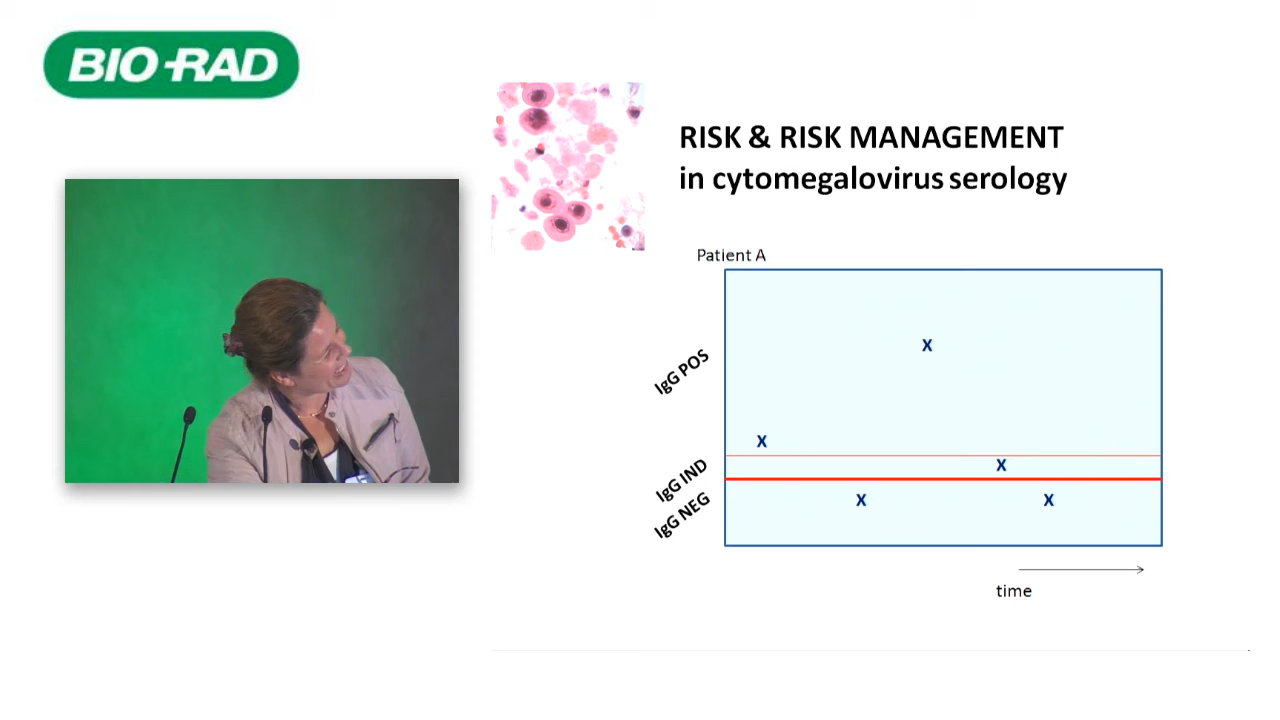 BIO-RAD
RISK & RISK MANAGEMENT
in cytomegalovirus serology
Patient A
IgG POS
X
X
IgG IND
X
IgG NEG
X
X
time